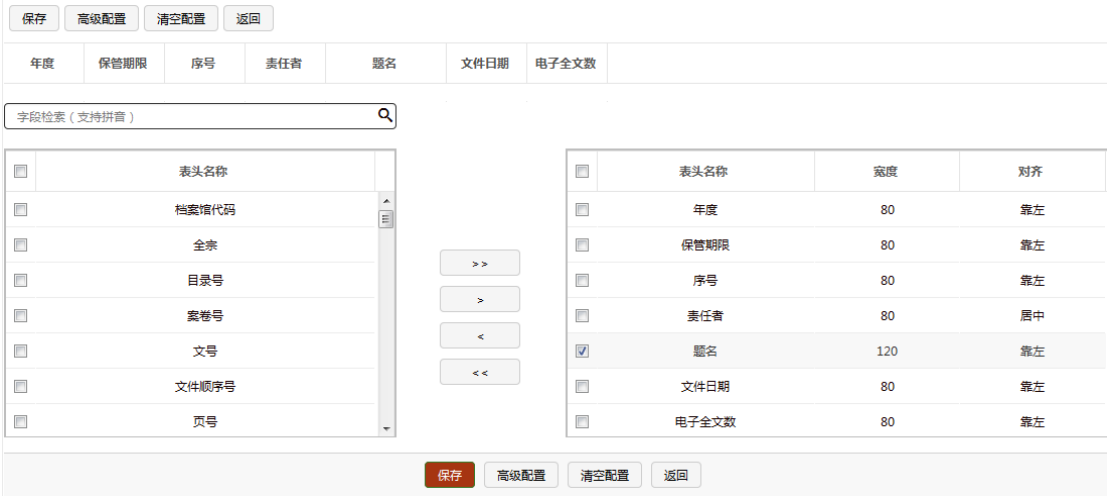 保存 高级配置 清空配置 返回
年度 保管期限 序号 责任者 题名 文件日期 电子全文数
字段检素（支持拼音）
表头名称
档案馆代码
全宗
目录号
案卷号
文号
文件顺序号
页号
>>
>
<
<<
表头名称 宽度 对齐
年度 80 靠左
保管期限 80 靠左
序号 80 靠左
责任者 80 居中
题名 120 靠左
文件日期 80 靠左
电子全文数 80 靠左
保存 高级配置 清空配置 返回